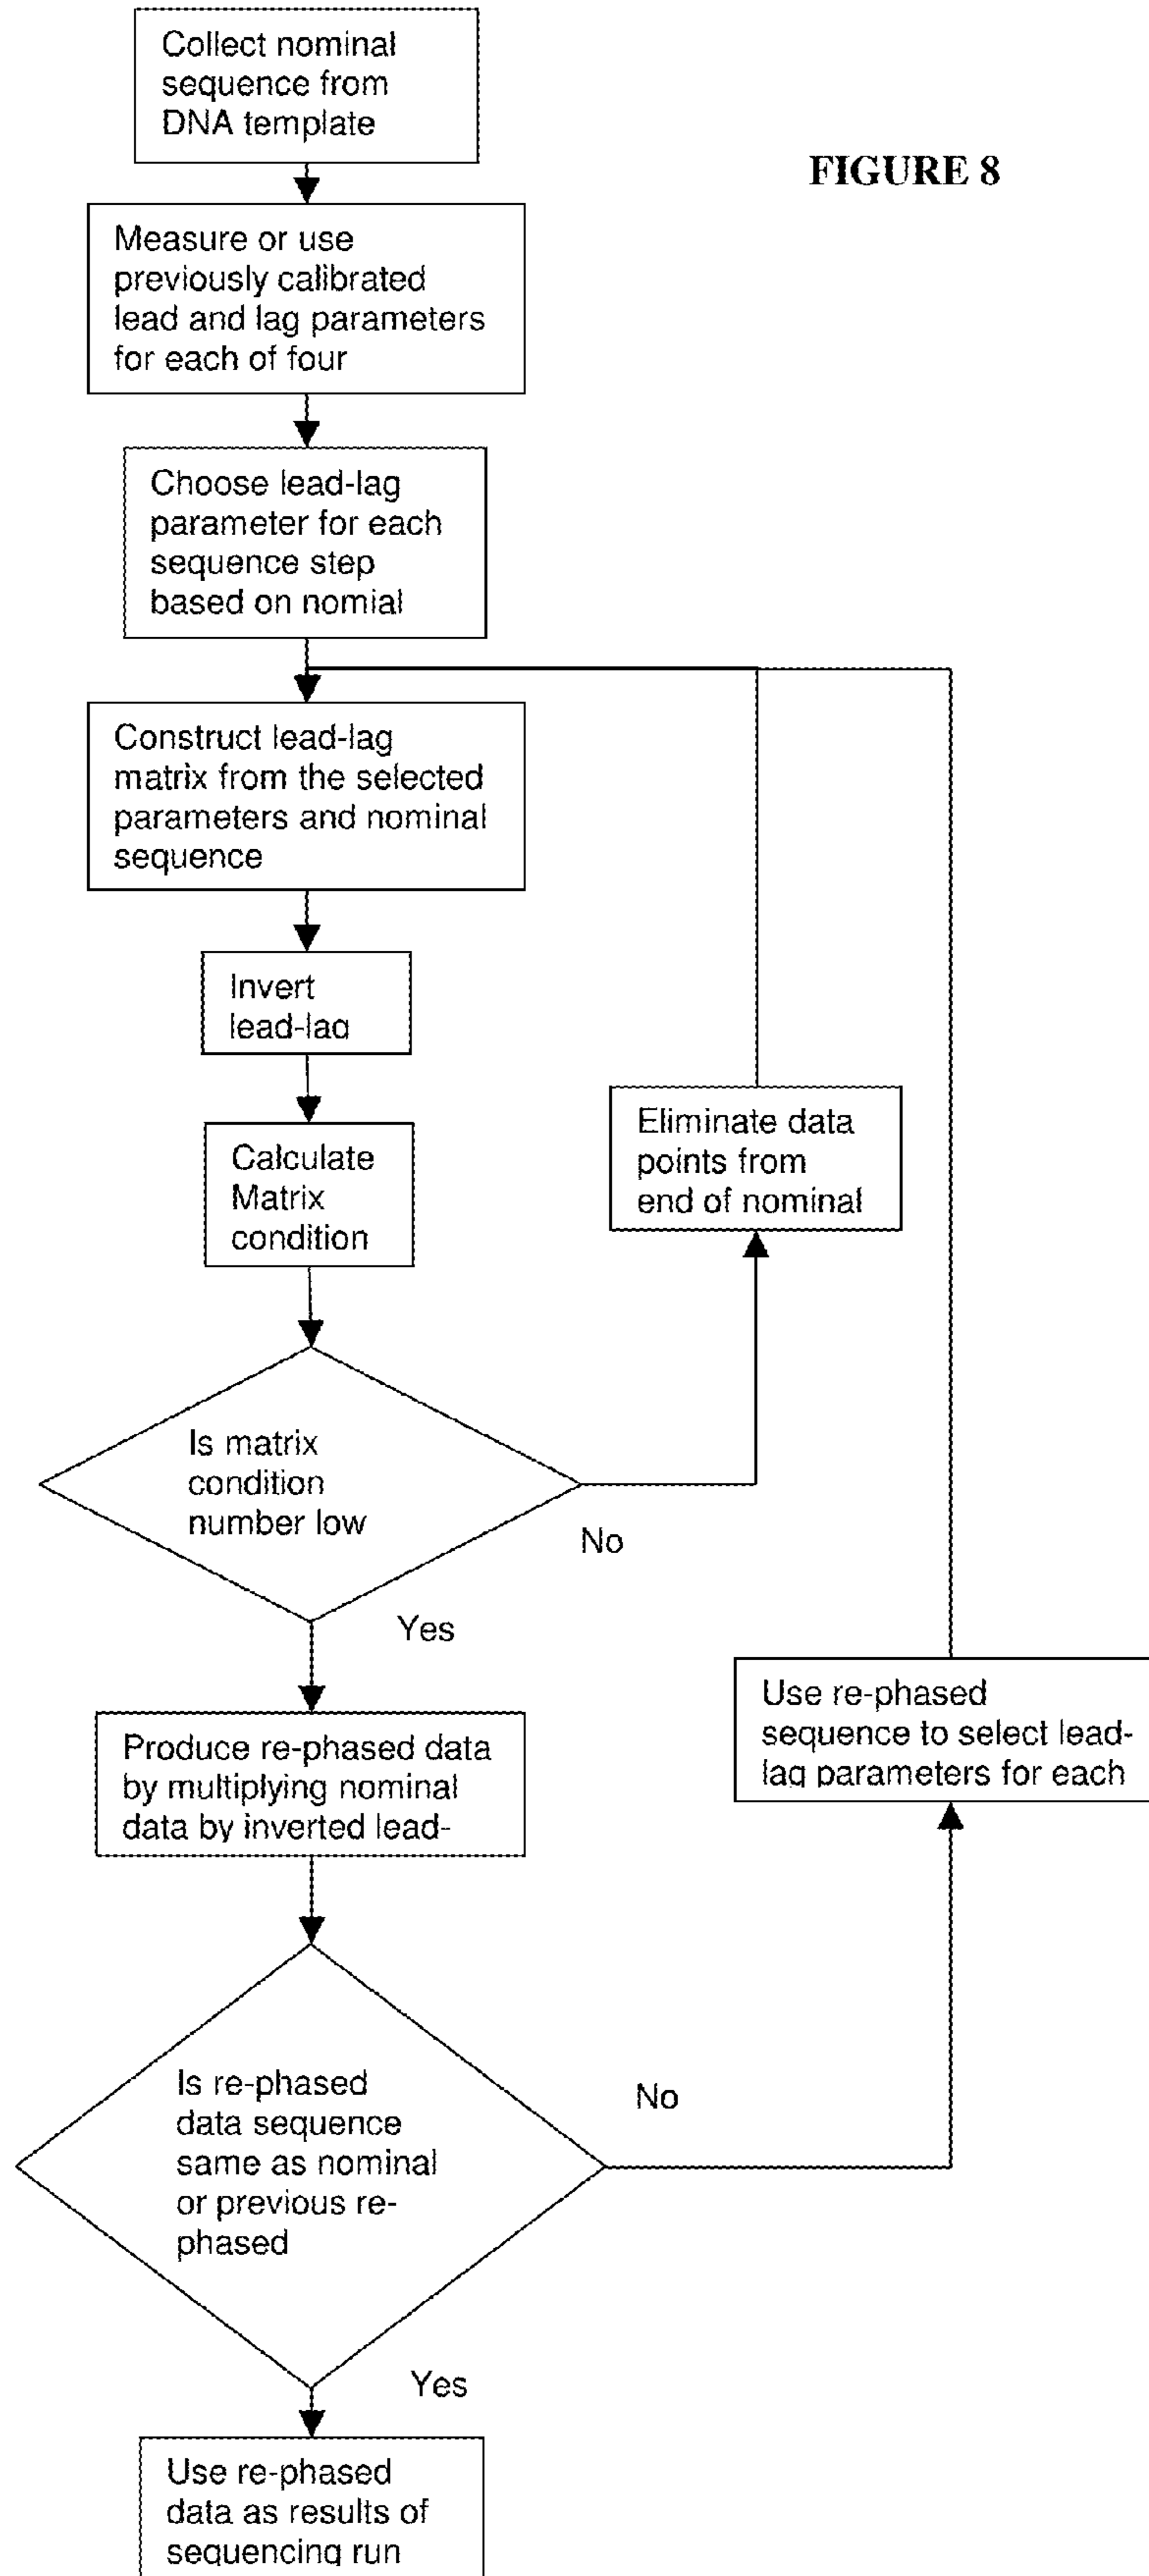 Collect nominal
sequence from
DNA template
FIGURE 8
Measure or use
previously calibrated
lead and lag parameters
for each of four
Choose lead-lag
parameter for each
sequence step
based on nomial
Construct lead-lag
matrix from the selected
parameters and nominal
sequence
Invert
lead-lag
Calculate
Matrix
condition
Eliminate data
points from
end of nominal
Is matrix
condition
number low
No
Yes
Produce re-phased data
by multiplying nominal
data by inverted lead-
Use re-phased
sequence to select lead-
lag parameters for each
Is re-phased
data sequence
same as nominal
or previous re-
phased
No
Yes
Use re-phased
data as results of
sequencing run